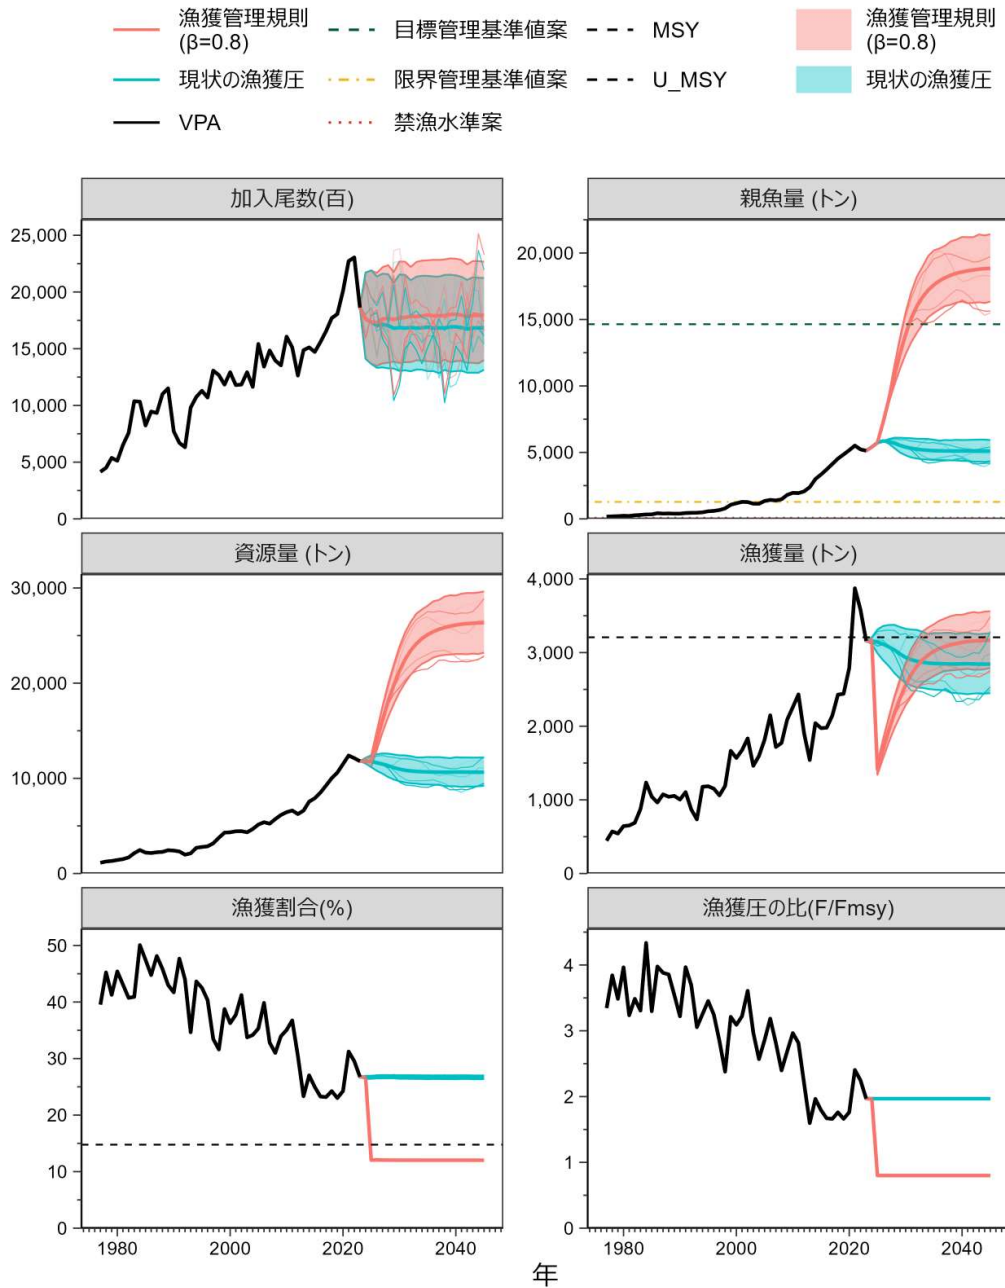 漁獲管理規則
(β=0.8)
目標管理基準値案
MSY
漁獲管理規則
(β=0.8)
現状の漁獲圧
限界管理基準値案
U_MSY
現状の漁獲圧
VPA
禁漁水準案
加入尾数(百)
親魚量 (トン)
25,000
20,000
15,000
10,000
5,000
0
20,000
15,000
10,000
5,000
0
資源量 (トン)
漁獲量 (トン)
30,000
20,000
10,000
0
4,000
3,000
2,000
1,000
0
漁獲割合(%)
漁獲圧の比(F/Fmsy)
50
40
30
20
10
0
4
3
2
1
0
1980 2000 2020 2040
1980 2000 2020 2040
年